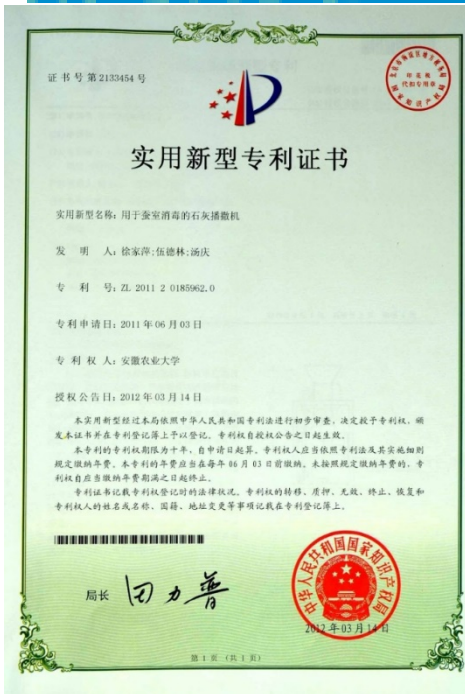 证书号第2133454号
印花税
代扣专用章
国家知识产权局
实用新型专利证书
实用新型名称：用于蚕室消毒的石灰播撒机
发 明 人：徐家萍;伍德林;汤庆
专 利 号：ZL 2011 2 0185962.0
专利申请日：2011年06月03日
专 利 权 人：安徽农业大学
授权公告日：2012年03月14日
本实用新型经过本局依照中华人民共和国专利法进行初步审查，决定授予专利权，颁
发本证书并在专利登记簿上予以登记。专利权自授权公告之日起生效。
本专利的专利权期限为十年，自申请日起算。专利权人应当依照专利法及其实施细则
规定缴纳年费。本专利的年费应当在每年06月03日前缴纳。未按照规定缴纳年费的，专
利权自应当缴纳年费期满之日起终止。
专利证书记载专利权登记时的法律状况。专利权的转移、质押、无效、终止、恢复和
专利权人的姓名或名称、国籍、地址变更等事项记载在专利登记簿上。
局长 田力普
中华人民共和国国家知识产权局
2012年03月14日
第1页（共1页）